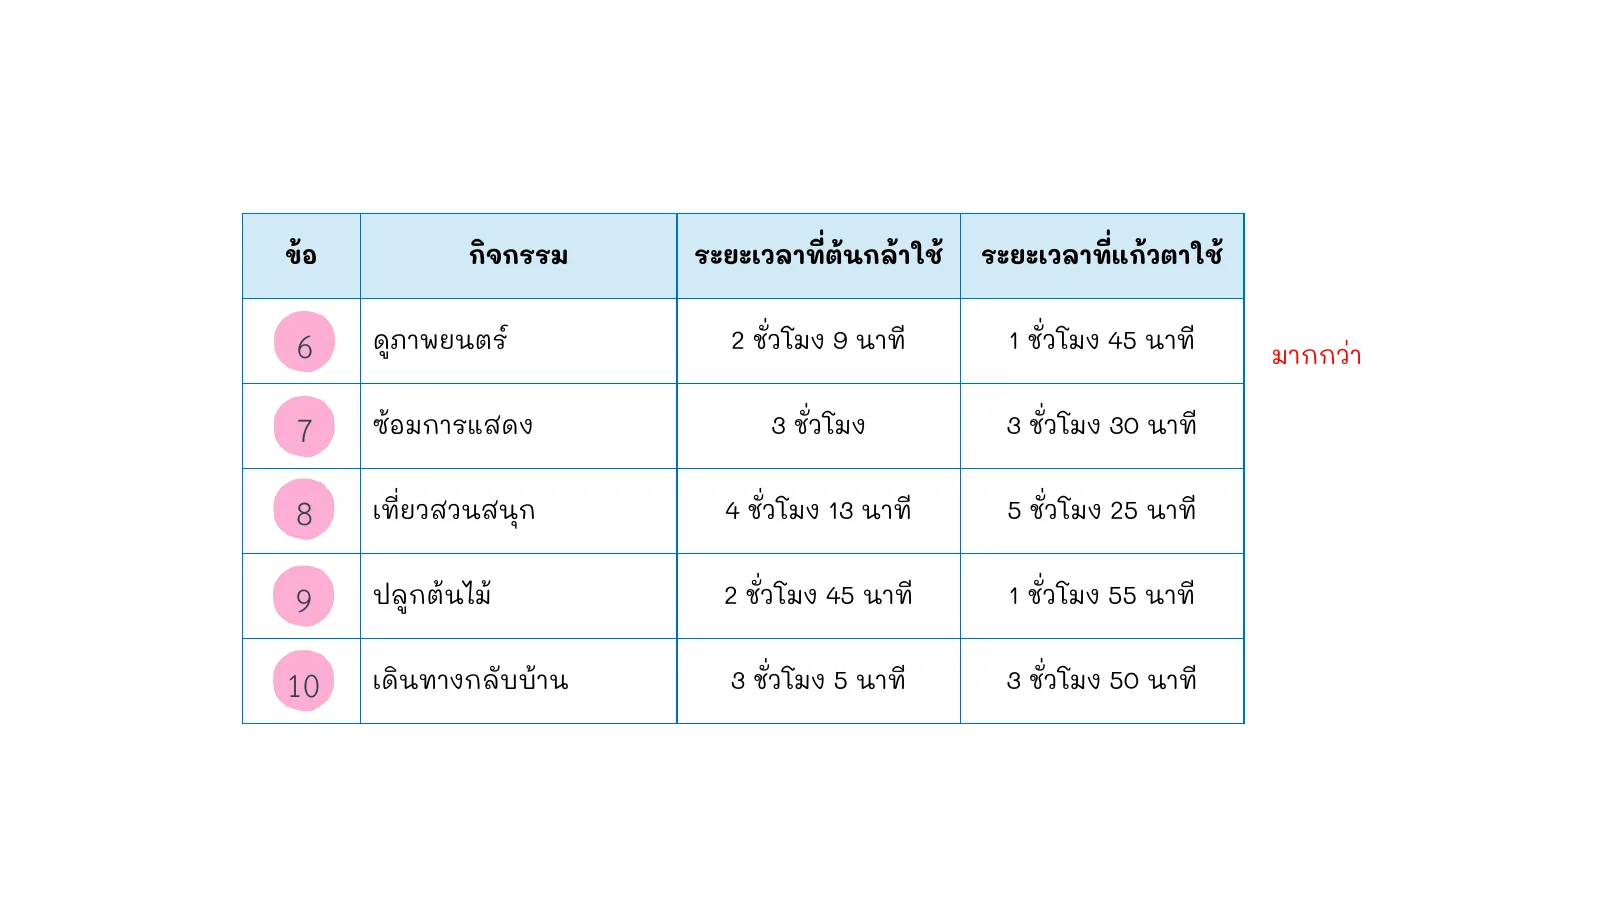 ข้อ กิจกรรม ระยะเวลาที่ต้นกล้าใช้ ระยะเวลาที่แก้วตาใช้
6 ดูภาพยนตร์ 2 ชั่วโมง 9 นาที 1 ชั่วโมง 45 นาที มากกว่า
7 ซ้อมการแสดง 3 ชั่วโมง 3 ชั่วโมง 30 นาที
8 เที่ยวสวนสนุก 4 ชั่วโมง 13 นาที 5 ชั่วโมง 25 นาที
9 ปลูกต้นไม้ 2 ชั่วโมง 45 นาที 1 ชั่วโมง 55 นาที
10 เดินทางกลับบ้าน 3 ชั่วโมง 5 นาที 3 ชั่วโมง 50 นาที